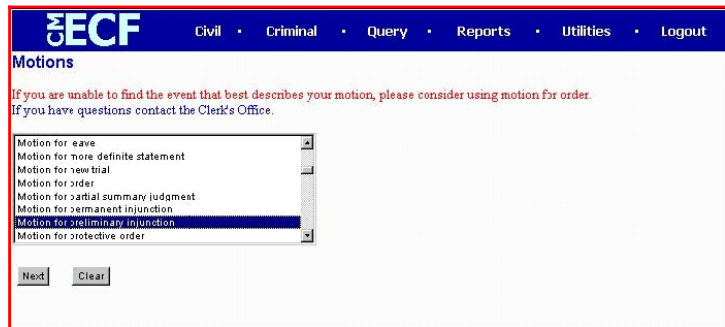 CM ECF Civil · Criminal · Query · Reports · Utilities · Logout
Motions
If you are unable to find the event that best describes your motion, please consider using motion for order.
If you have questions contact the Clerk's Office.
Motion for leave
Motion for more definite statement
Motion for new trial
Motion for order
Motion for partial summary judgment
Motion for permanent injunction
Motion for preliminary injunction
Motion for protective order
Next Clear